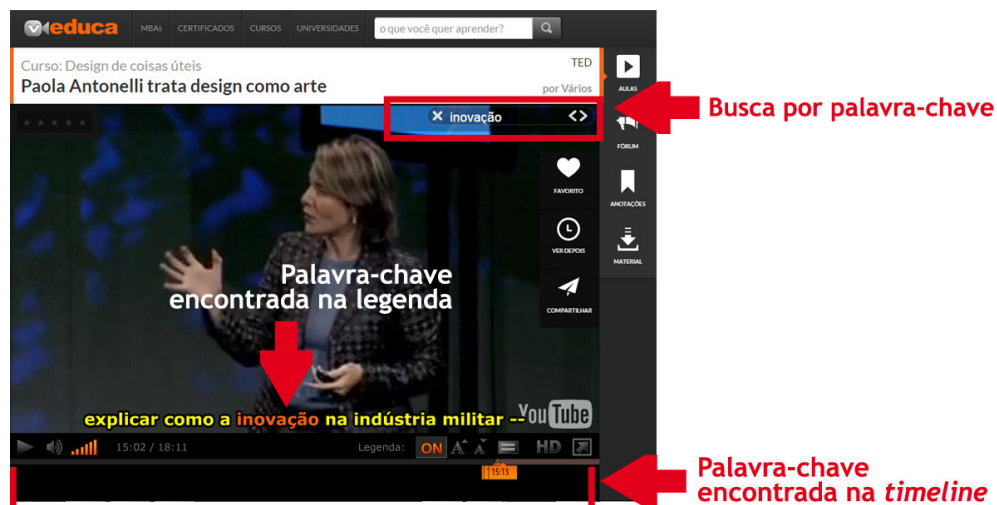 veduca MBAs CERTIFICADOS CURSOS UNIVERSIDADES o que você quer aprender?
Curso: Design de coisas úteis TED
Paola Antonelli trata design como arte por Vários
AULAS
Busca por palavra-chave
inovação
FÓRUM
FAVORITO
ANOTAÇÕES
VER DEPOIS
MATERIAL
Palavra-chave
encontrada na legenda
COMPARTILHAR
explicar como a inovação na indústria militar --
YouTube
15:02 / 18:11 Legenda: ON A A HD
15:13
Palavra-chave
encontrada na timeline